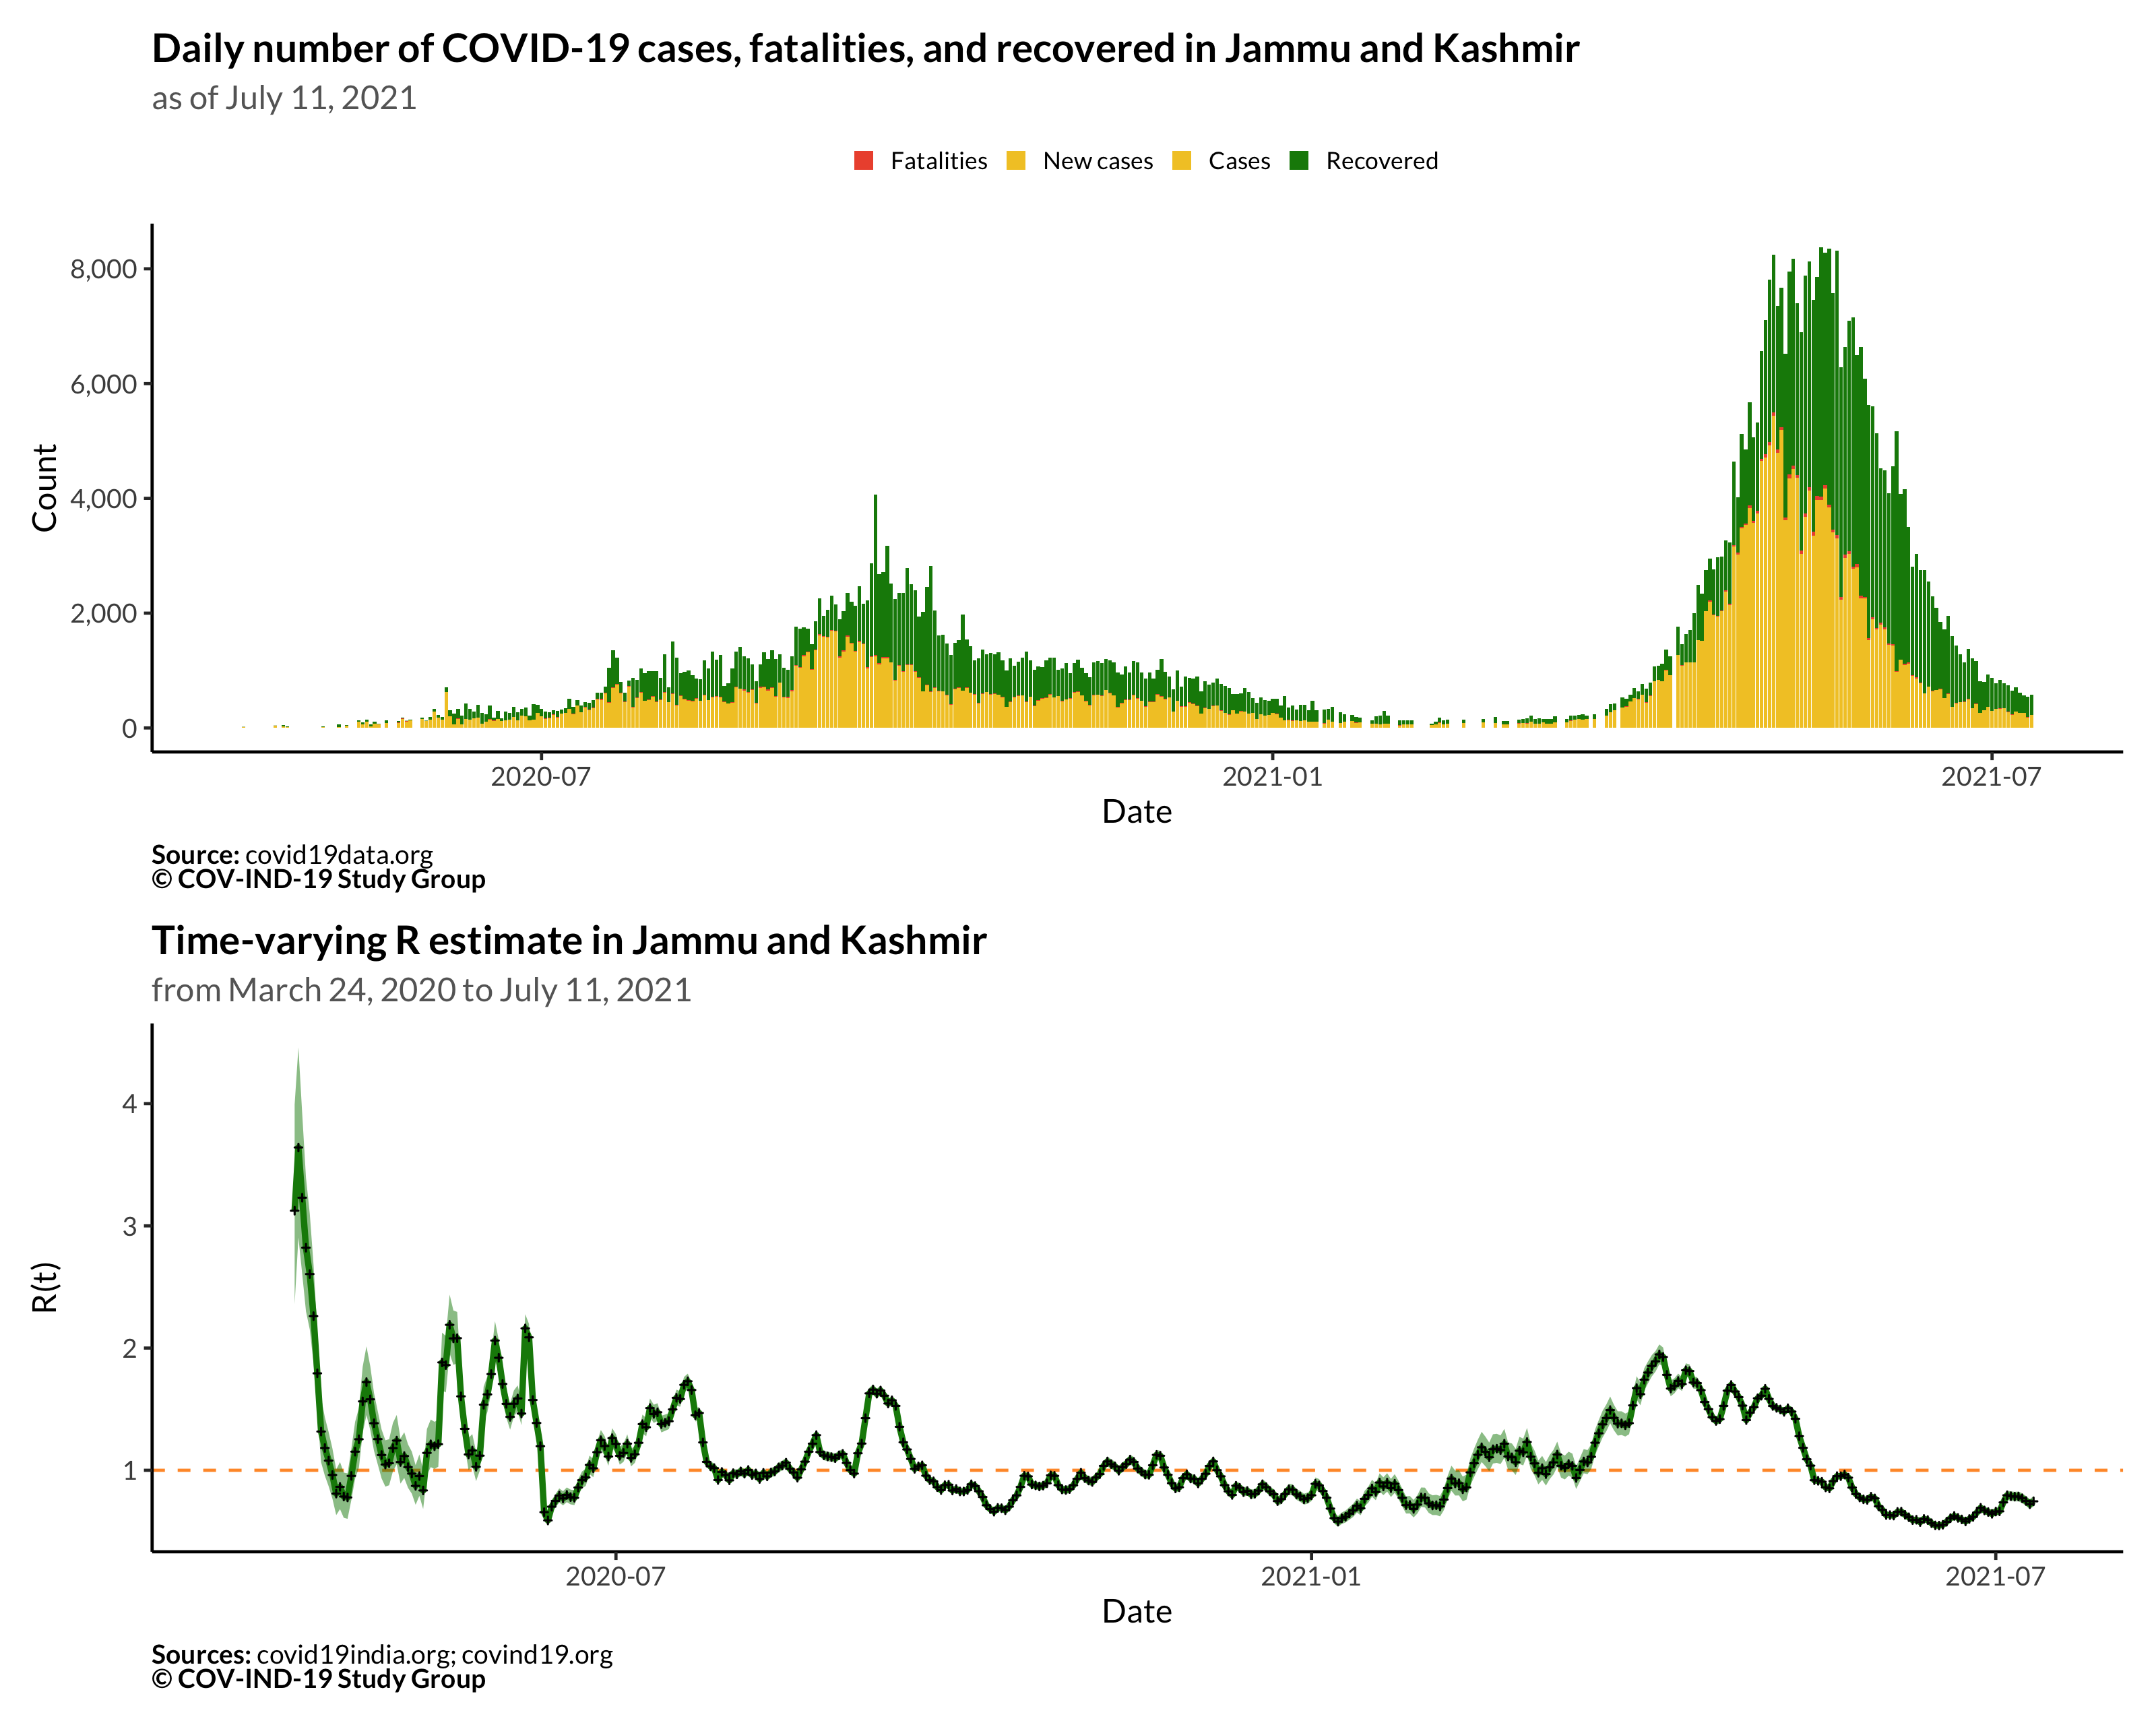 Daily number of COVID-19 cases, fatalities, and recovered in Jammu and Kashmir
as of July 11, 2021
Fatalities New cases Cases Recovered
8,000
6,000
4,000
2,000
0
Count
2020-07 2021-01 2021-07
Date
Source: covid19data.org
© COV-IND-19 Study Group
Time-varying R estimate in Jammu and Kashmir
from March 24, 2020 to July 11, 2021
4
3
2
1
R(t)
2020-07 2021-01 2021-07
Date
Sources: covid19india.org; covind19.org
© COV-IND-19 Study Group